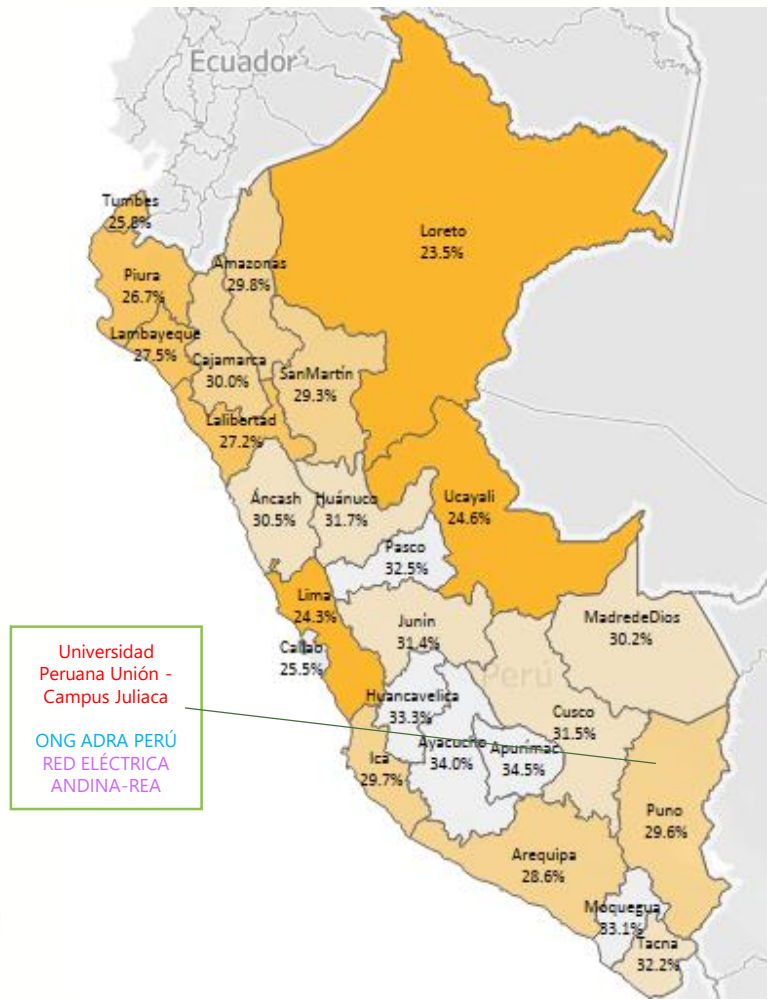 Ecuador
Tumbes
25.8%
Loreto
23.5%
Amazonas
29.8%
Piura
26.7%
Lambayeque
27.5%
Cajamarca
30.0%
SanMartín
29.3%
Lalibertad
27.2%
Áncash
30.5%
Huánuco
31.7%
Ucayali
24.6%
Pasco
32.5%
Lima
24.3%
Junín
31.4%
MadredeDios
30.2%
Callao
25.5%
Perú
Universidad
Peruana Unión -
Campus Juliaca
ONG ADRA PERÚ
RED ELÉCTRICA
ANDINA-REA
Huancavelica
33.3%
Cusco
31.5%
Ayacucho
34.0%
Apurímac
34.5%
Ica
29.7%
Puno
29.6%
Arequipa
28.6%
Moquegua
33.1%
Tacna
32.2%